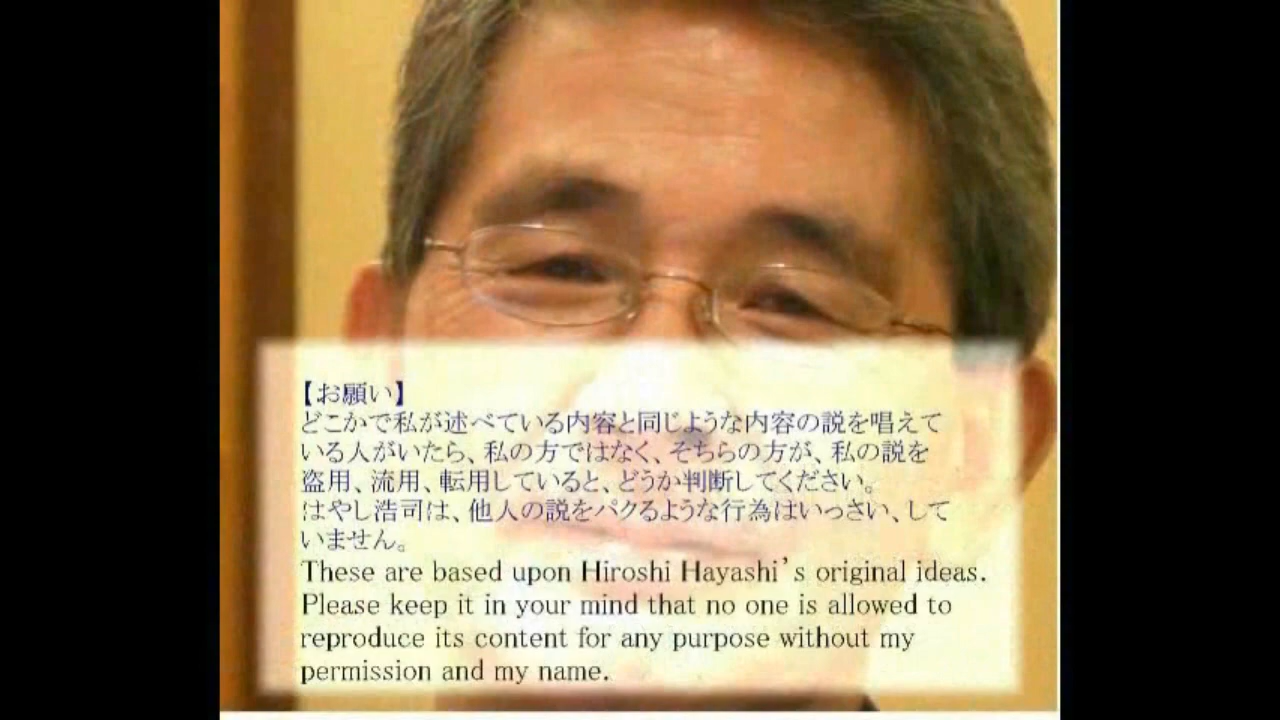 【お願い】
どこかで私が述べている内容と同じような内容の説を唱えて
いる人がいたら、私の方ではなく、そちらの方が、私の説を
盗用、流用、転用していると、どうか判断してください。
はやし浩司は、他人の説をパクるような行為はいっさい、して
いません。
These are based upon Hiroshi Hayashi’s original ideas.
Please keep it in your mind that no one is allowed to
reproduce its content for any purpose without my
permission and my name.